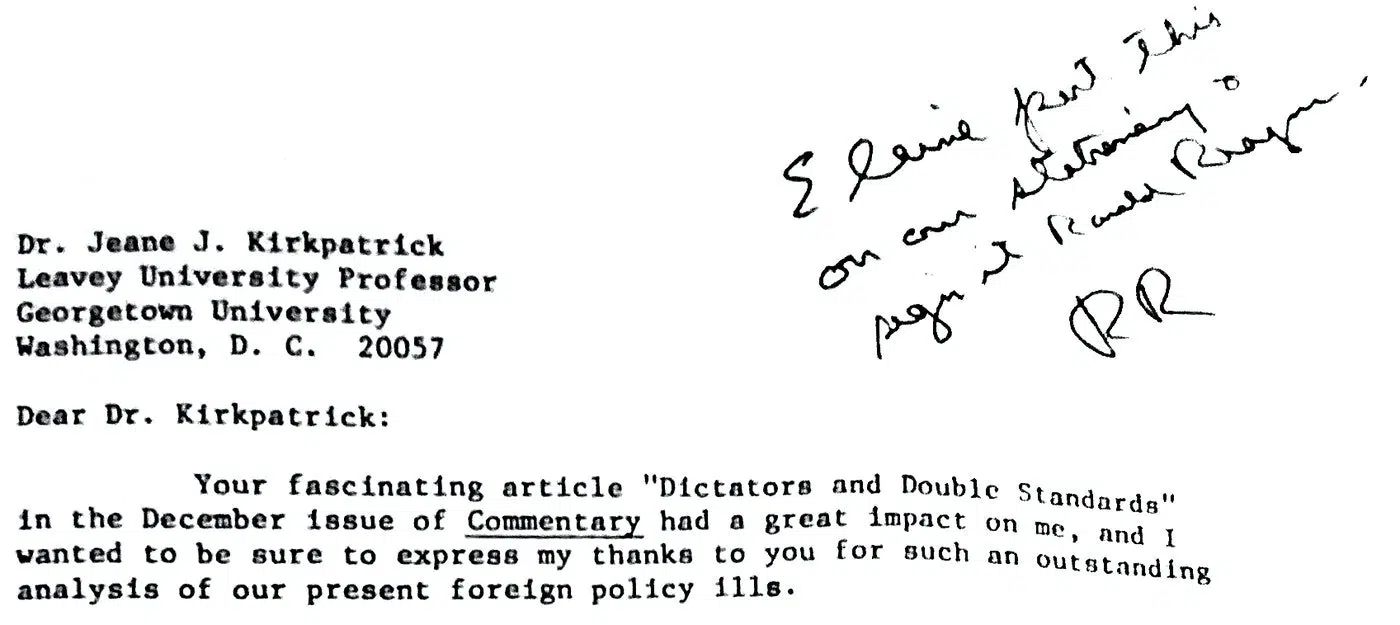 Elaine put this
on our stationary &
sign it Ronald Reagan.
RR
Dr. Jeane J. Kirkpatrick
Leavey University Professor
Georgetown University
Washington, D. C. 20057
Dear Dr. Kirkpatrick:
Your fascinating article "Dictators and Double Standards"
in the December issue of Commentary had a great impact on me, and I
wanted to be sure to express my thanks to you for such an outstanding
analysis of our present foreign policy ills.